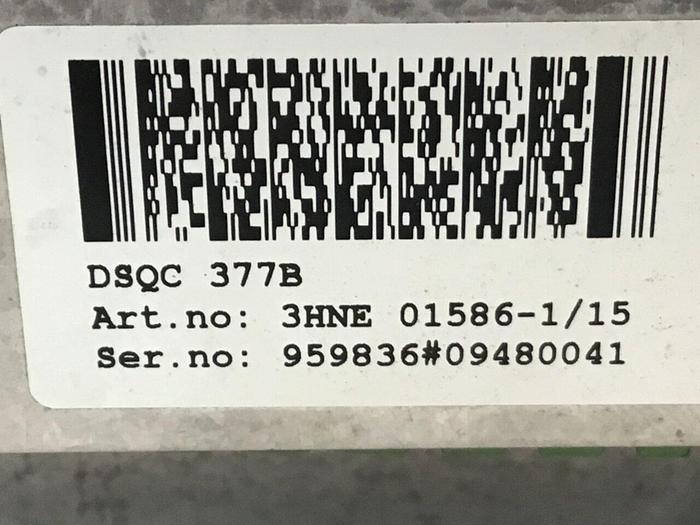 DSQC 377B
Art.no: 3HNE 01586-1/15
Ser.no: 959836#09480041